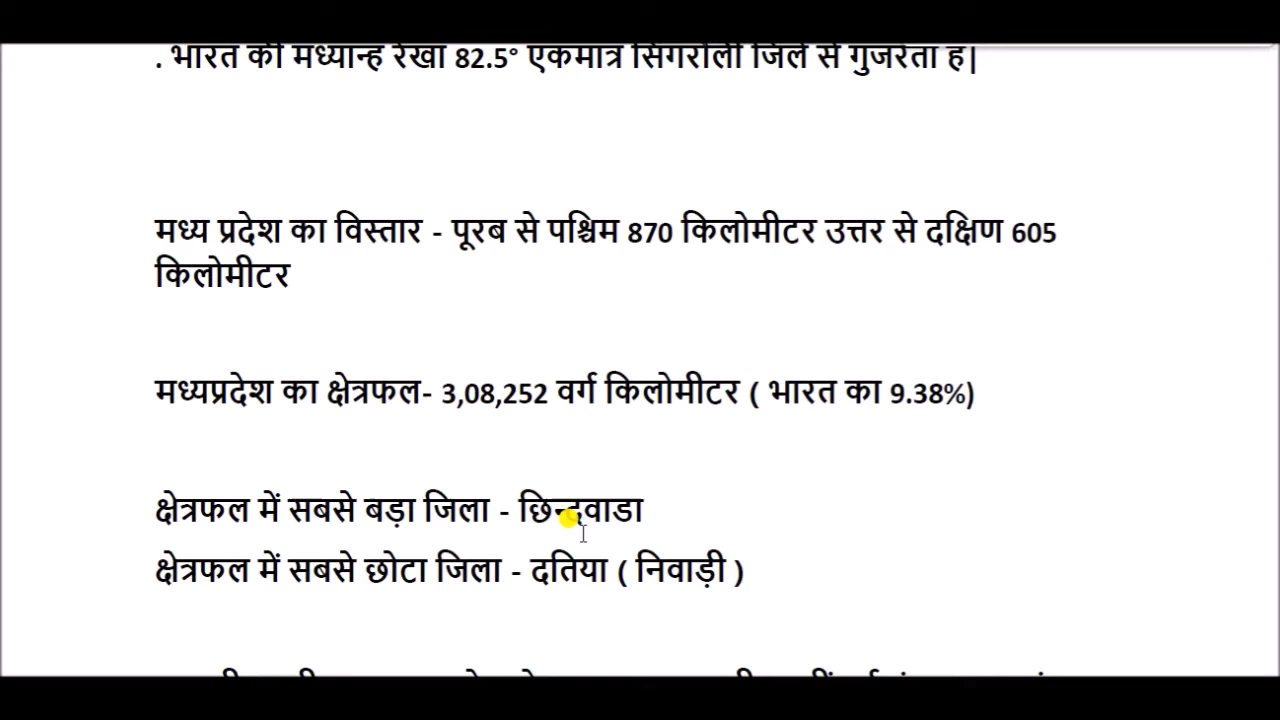 . भारत की मध्यान्ह रेखा 82.5° एकमात्र सिंगरौली जिले से गुजरता है|
मध्य प्रदेश का विस्तार - पूरब से पश्चिम 870 किलोमीटर उत्तर से दक्षिण 605
किलोमीटर
मध्यप्रदेश का क्षेत्रफल- 3,08,252 वर्ग किलोमीटर ( भारत का 9.38%)
क्षेत्रफल में सबसे बड़ा जिला - छिन्दवाडा
क्षेत्रफल में सबसे छोटा जिला - दतिया ( निवाड़ी )